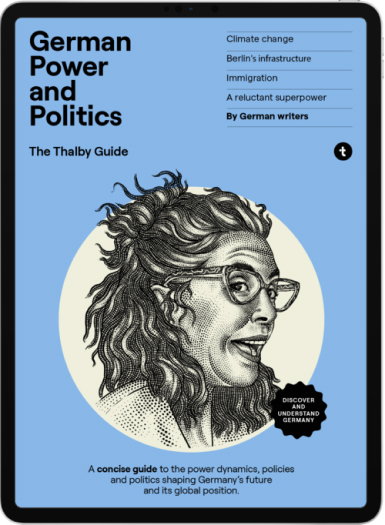 German
Power
and
Politics
The Thalby Guide
Climate change
Berlin's infrastructure
Immigration
A reluctant superpower
By German writers
t
DISCOVER
AND
UNDERSTAND
GERMANY
A concise guide to the power dynamics, policies
and politics shaping Germany's future
and its global position.